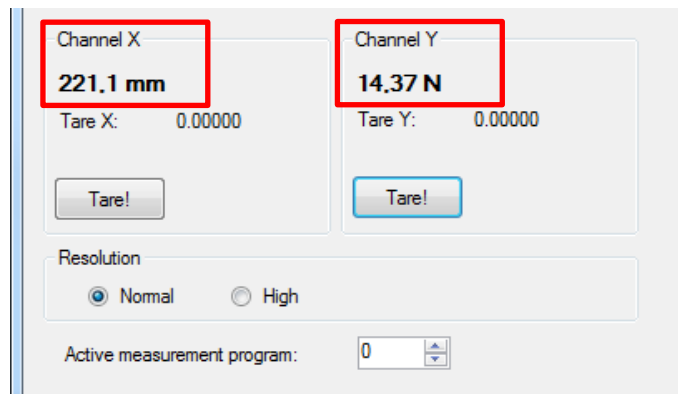 Channel X
221.1 mm
Tare X: 0.00000
Tare!
Channel Y
14.37 N
Tare Y: 0.00000
Tare!
Resolution
Normal High
Active measurement program: 0